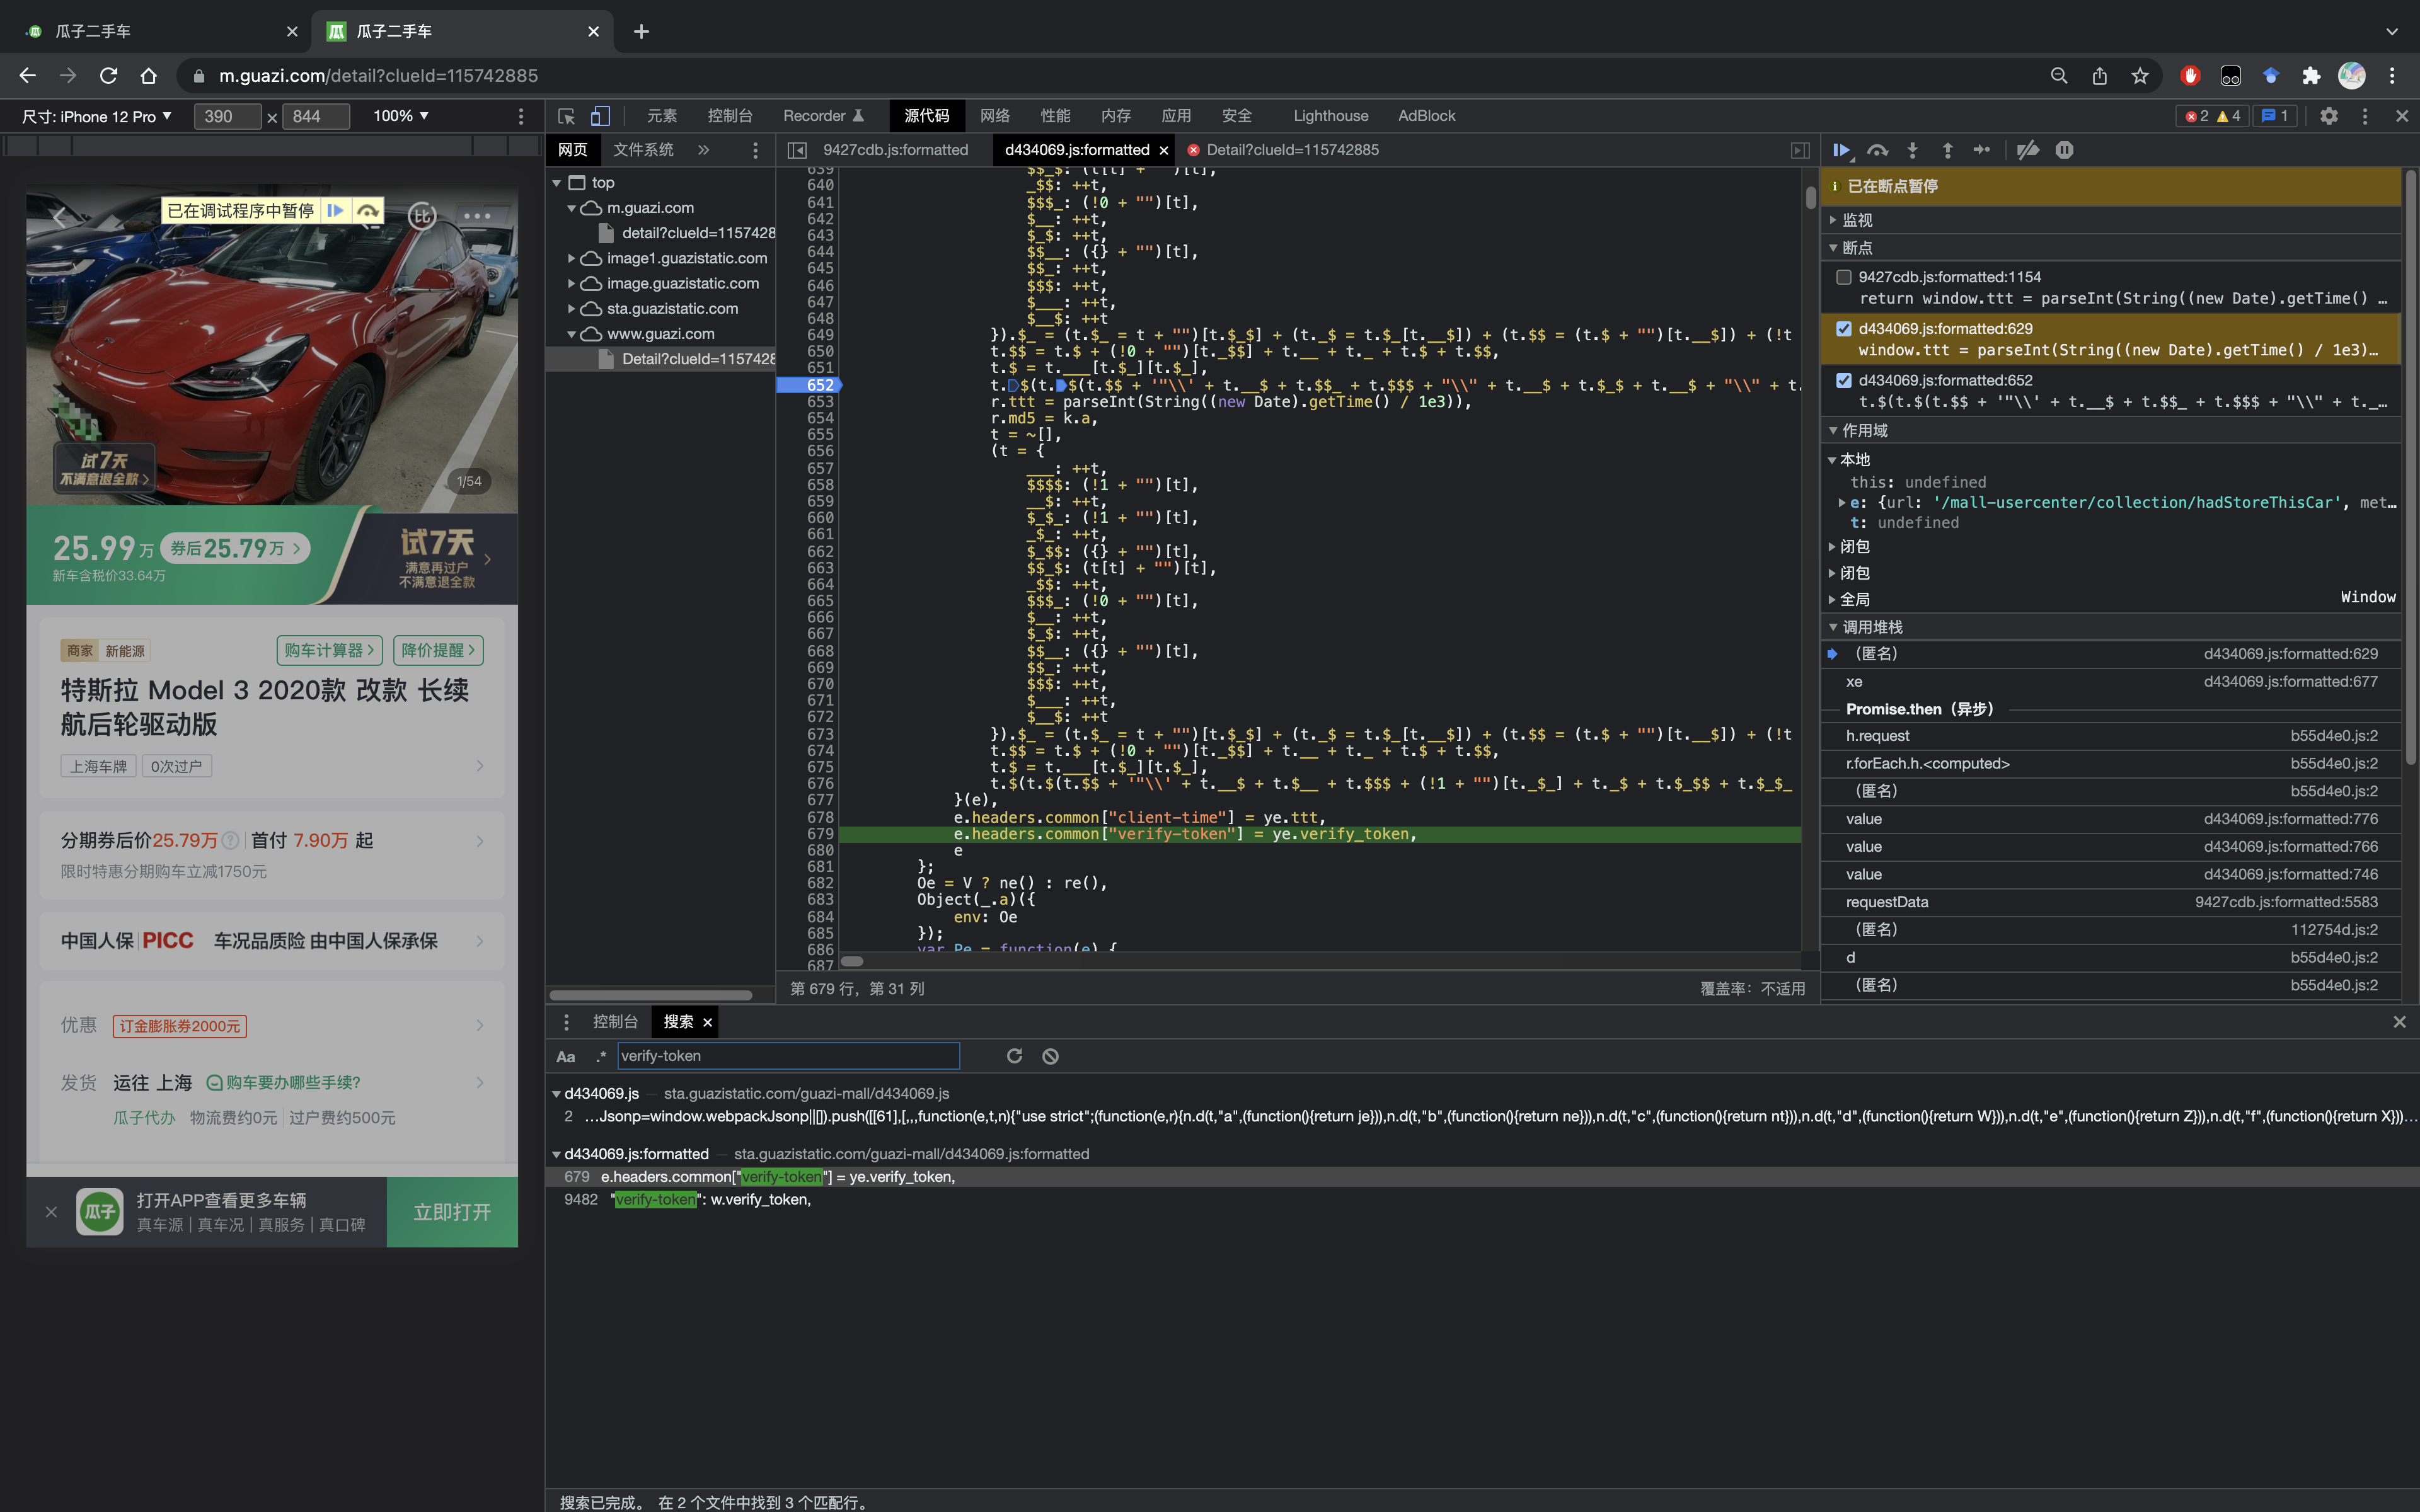 瓜子二手车
瓜子二手车
m.guazi.com/detail?clueId=115742885
尺寸: iPhone 12 Pro ▼ 390 × 844 100% ▼
元素 控制台 Recorder 源代码 网络 性能 内存 应用 安全 Lighthouse AdBlock
2 4 1
已在调试程序中暂停
比
试7天
不满意退全款
1/54
25.99万 券后25.79万
新车含税价33.64万
试7天
满意再过户
不满意退全款
商家 新能源
购车计算器 降价提醒
特斯拉 Model 3 2020款 改款 长续
航后轮驱动版
上海车牌 0次过户
分期券后价25.79万 首付 7.90万 起
限时特惠分期购车立减1750元
中国人保 PICC 车况品质险 由中国人保承保
优惠 订金膨胀券2000元
发货 运往 上海 购车要办哪些手续?
瓜子代办 物流费约0元 过户费约500元
瓜子
打开APP查看更多车辆
真车源 | 真车况 | 真服务 | 真口碑
立即打开
网页 文件系统 »
top
m.guazi.com
detail?clueId=1157428
image1.guazistatic.com
image.guazistatic.com
sta.guazistatic.com
www.guazi.com
Detail?clueId=1157428
9427cdb.js:formatted d434069.js:formatted × Detail?clueId=115742885
639 $$_$: (t[t] + "")[t],
640 _$$: ++t,
641 $$$_: (!0 + "")[t],
642 $__: ++t,
643 $_$: ++t,
644 $$__: ({} + "")[t],
645 $$_: ++t,
646 $$$: ++t,
647 $___: ++t,
648 $__$: ++t
649 }).$_ = (t.$_ = t + "")[t.$_$] + (t._$ = t.$_[t.__$]) + (t.$$ = (t.$ + "")[t.__$]) + (!t
650 t.$$ = t.$ + (!0 + "")[t._$$] + t.__ + t._ + t.$ + t.$$,
651 t.$ = t.___[t.$_][t.$_],
652 t.$(t.$(t.$$ + '"\\' + t.__$ + t.$$_ + t.$$$ + "\\" + t.__$ + t.$_$ + t.__$ + "\\" + t.
653 r.ttt = parseInt(String((new Date).getTime() / 1e3)),
654 r.md5 = k.a,
655 t = ~[],
656 (t = {
657 ___: ++t,
658 $$$$: (!1 + "")[t],
659 __$: ++t,
660 $_$_: (!1 + "")[t],
661 _$_: ++t,
662 $_$$: ({} + "")[t],
663 $$_$: (t[t] + "")[t],
664 _$$: ++t,
665 $$$_: (!0 + "")[t],
666 $__: ++t,
667 $_$: ++t,
668 $$__: ({} + "")[t],
669 $$_: ++t,
670 $$$: ++t,
671 $___: ++t,
672 $__$: ++t
673 }).$_ = (t.$_ = t + "")[t.$_$] + (t._$ = t.$_[t.__$]) + (t.$$ = (t.$ + "")[t.__$]) + (!t
674 t.$$ = t.$ + (!0 + "")[t._$$] + t.__ + t._ + t.$ + t.$$,
675 t.$ = t.___[t.$_][t.$_],
676 t.$(t.$(t.$$ + '"\\' + t.__$ + t.$__ + t.$$$ + (!1 + "")[t._$_] + t._$ + t.$_$$ + t.$_$_
677 }(e),
678 e.headers.common["client-time"] = ye.ttt,
679 e.headers.common["verify-token"] = ye.verify_token,
680 e
681 };
682 Oe = V ? ne() : re(),
683 Object(_.a)({
684 env: Oe
685 });
686 var Pe = function(e) {
687
第 679 行，第 31 列 覆盖率：不适用
已在断点暂停
监视
断点
9427cdb.js:formatted:1154
return window.ttt = parseInt(String((new Date).getTime() …
d434069.js:formatted:629
window.ttt = parseInt(String((new Date).getTime() / 1e3)…
d434069.js:formatted:652
t.$(t.$(t.$$ + '"\\' + t.__$ + t.$$_ + t.$$$ + "\\" + t._…
作用域
本地
this: undefined
e: {url: '/mall-usercenter/collection/hadStoreThisCar', met…
t: undefined
闭包
闭包
全局 Window
调用堆栈
（匿名） d434069.js:formatted:629
xe d434069.js:formatted:677
Promise.then（异步）
h.request b55d4e0.js:2
r.forEach.h.<computed> b55d4e0.js:2
（匿名） b55d4e0.js:2
value d434069.js:formatted:776
value d434069.js:formatted:766
value d434069.js:formatted:746
requestData 9427cdb.js:formatted:5583
（匿名） 112754d.js:2
d b55d4e0.js:2
（匿名） b55d4e0.js:2
控制台 搜索 ×
Aa .* verify-token
d434069.js — sta.guazistatic.com/guazi-mall/d434069.js
2 …Jsonp=window.webpackJsonp||[]).push([[61],[,,,function(e,t,n){"use strict";(function(e,r){n.d(t,"a",(function(){return je})),n.d(t,"b",(function(){return ne})),n.d(t,"c",(function(){return nt})),n.d(t,"d",(function(){return W})),n.d(t,"e",(function(){return Z})),n.d(t,"f",(function(){return X}))…
d434069.js:formatted — sta.guazistatic.com/guazi-mall/d434069.js:formatted
679 e.headers.common["verify-token"] = ye.verify_token,
9482 "verify-token": w.verify_token,
搜索已完成。 在 2 个文件中找到 3 个匹配行。